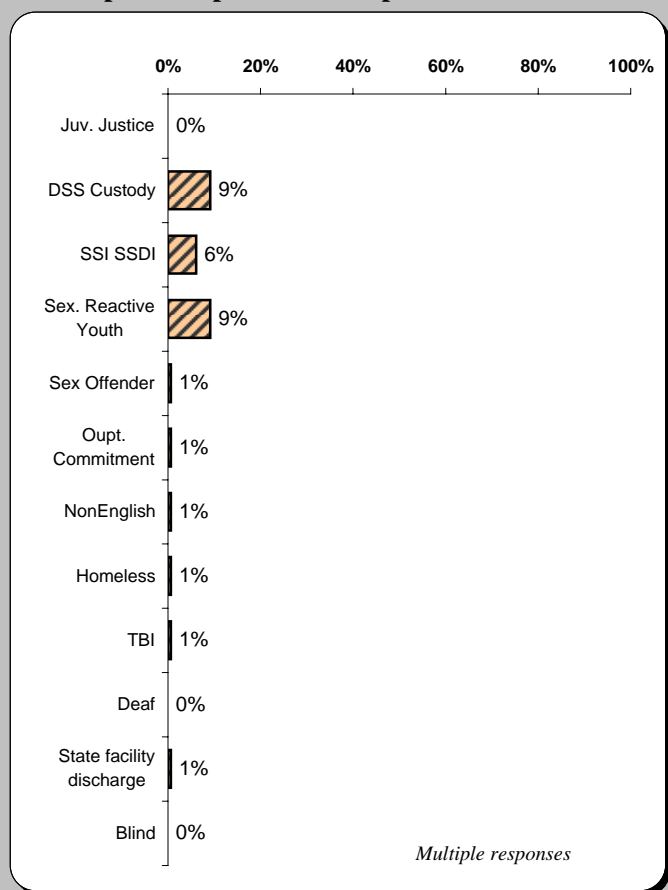 0% 20% 40% 60% 80% 100%
Juv. Justice 0%
DSS Custody 9%
SSI SSDI 6%
Sex. Reactive
Youth 9%
Sex Offender 1%
Oupt.
Commitment 1%
NonEnglish 1%
Homeless 1%
TBI 1%
Deaf 0%
State facility
discharge 1%
Blind 0%
Multiple responses